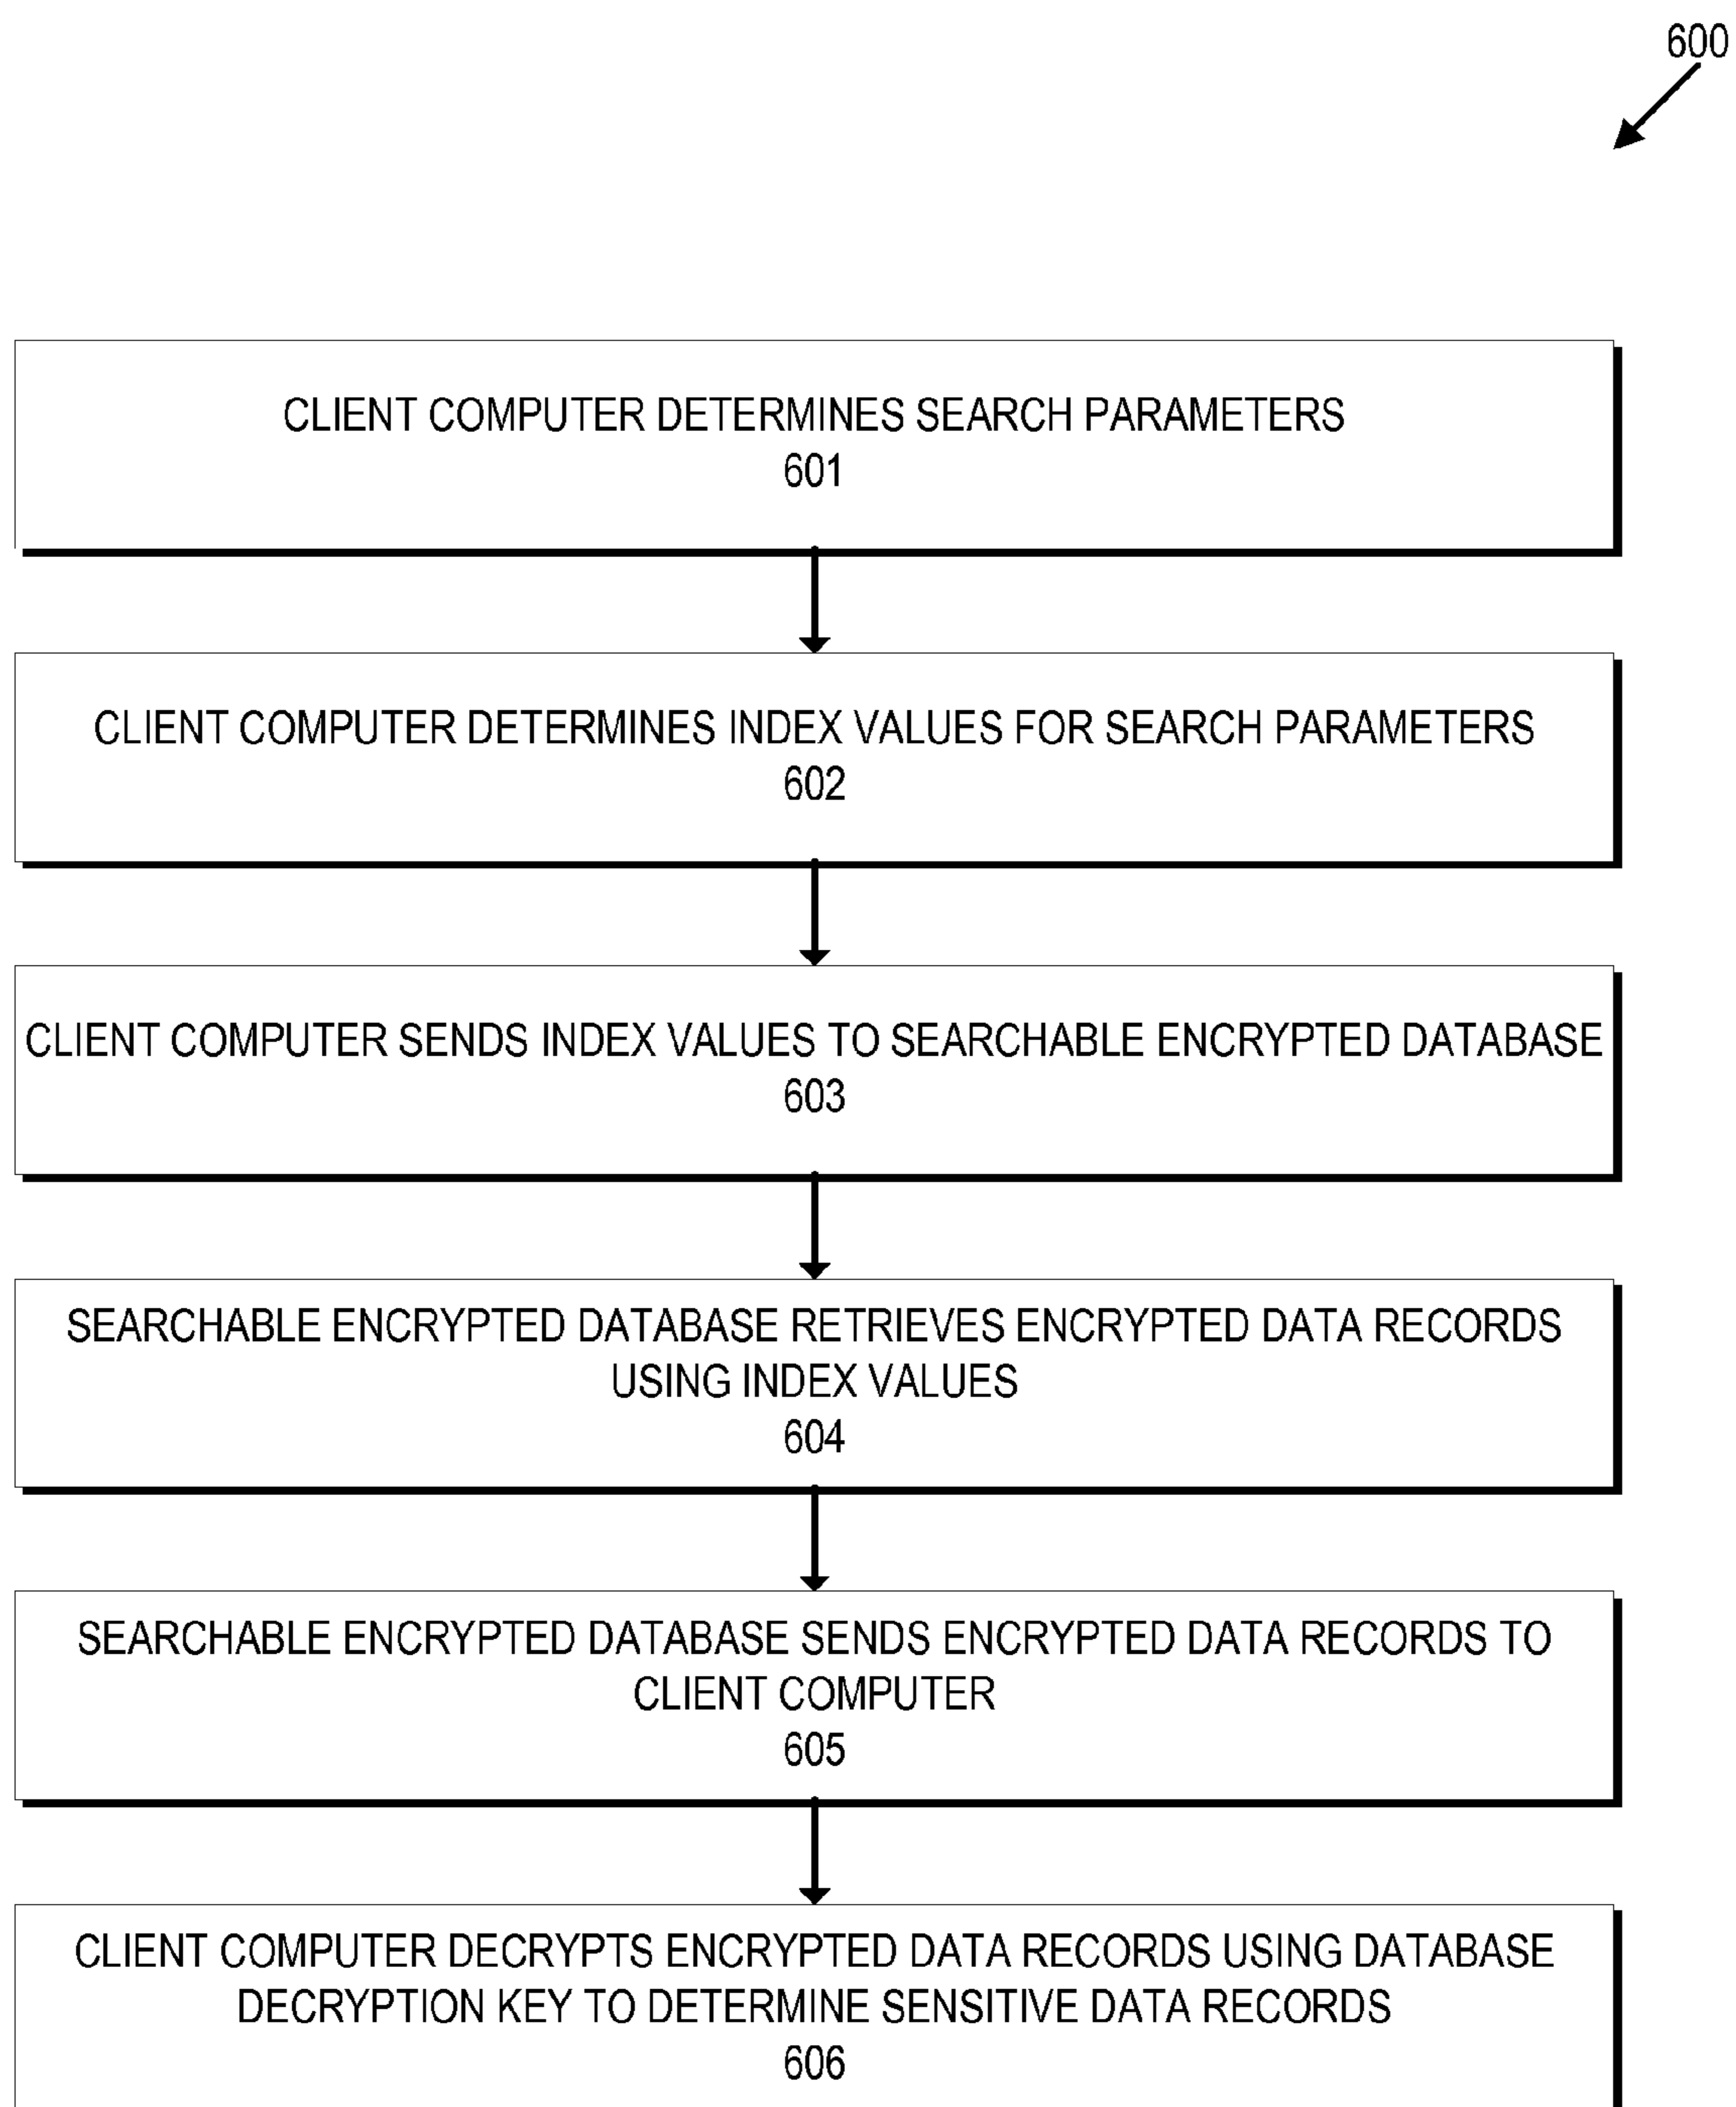 600
CLIENT COMPUTER DETERMINES SEARCH PARAMETERS
601
CLIENT COMPUTER DETERMINES INDEX VALUES FOR SEARCH PARAMETERS
602
CLIENT COMPUTER SENDS INDEX VALUES TO SEARCHABLE ENCRYPTED DATABASE
603
SEARCHABLE ENCRYPTED DATABASE RETRIEVES ENCRYPTED DATA RECORDS
USING INDEX VALUES
604
SEARCHABLE ENCRYPTED DATABASE SENDS ENCRYPTED DATA RECORDS TO
CLIENT COMPUTER
605
CLIENT COMPUTER DECRYPTS ENCRYPTED DATA RECORDS USING DATABASE
DECRYPTION KEY TO DETERMINE SENSITIVE DATA RECORDS
606